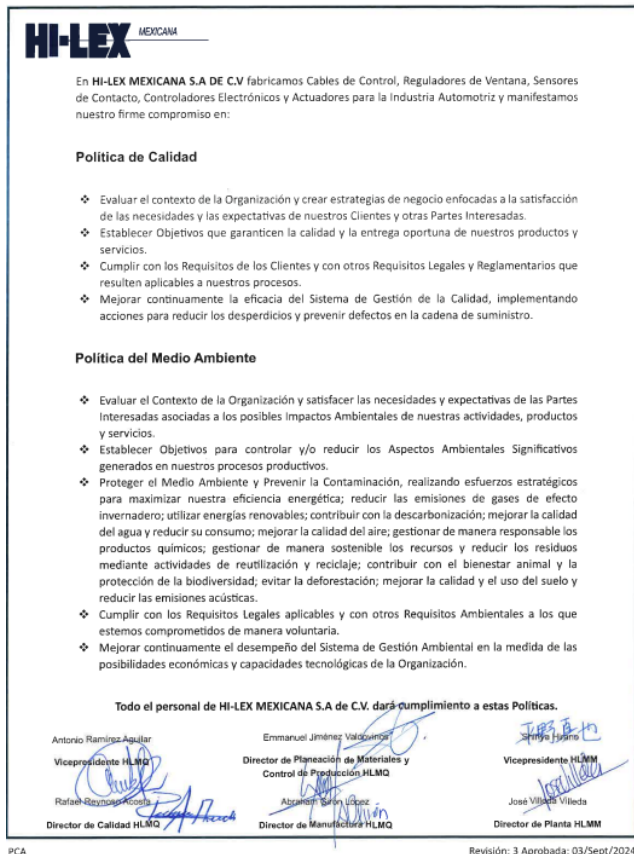 HI-LEX MEXICANA
En HI-LEX MEXICANA S.A DE C.V fabricamos Cables de Control, Reguladores de Ventana, Sensores
de Contacto, Controladores Electrónicos y Actuadores para la Industria Automotriz y manifestamos
nuestro firme compromiso en:
Política de Calidad
❖ Evaluar el contexto de la Organización y crear estrategias de negocio enfocadas a la satisfacción
de las necesidades y las expectativas de nuestros Clientes y otras Partes Interesadas.
❖ Establecer Objetivos que garanticen la calidad y la entrega oportuna de nuestros productos y
servicios.
❖ Cumplir con los Requisitos de los Clientes y con otros Requisitos Legales y Reglamentarios que
resulten aplicables a nuestros procesos.
❖ Mejorar continuamente la eficacia del Sistema de Gestión de la Calidad, implementando
acciones para reducir los desperdicios y prevenir defectos en la cadena de suministro.
Política del Medio Ambiente
❖ Evaluar el Contexto de la Organización y satisfacer las necesidades y expectativas de las Partes
Interesadas asociadas a los posibles Impactos Ambientales de nuestras actividades, productos
y servicios.
❖ Establecer Objetivos para controlar y/o reducir los Aspectos Ambientales Significativos
generados en nuestros procesos productivos.
❖ Proteger el Medio Ambiente y Prevenir la Contaminación, realizando esfuerzos estratégicos
para maximizar nuestra eficiencia energética; reducir las emisiones de gases de efecto
invernadero; utilizar energías renovables; contribuir con la descarbonización; mejorar la calidad
del agua y reducir su consumo; mejorar la calidad del aire; gestionar de manera responsable los
productos químicos; gestionar de manera sostenible los recursos y reducir los residuos
mediante actividades de reutilización y reciclaje; contribuir con el bienestar animal y la
protección de la biodiversidad; evitar la deforestación; mejorar la calidad y el uso del suelo y
reducir las emisiones acústicas.
❖ Cumplir con los Requisitos Legales aplicables y con otros Requisitos Ambientales a los que
estemos comprometidos de manera voluntaria.
❖ Mejorar continuamente el desempeño del Sistema de Gestión Ambiental en la medida de las
posibilidades económicas y capacidades tecnológicas de la Organización.
Todo el personal de HI-LEX MEXICANA S.A de C.V. dará cumplimiento a estas Políticas.
Antonio Ramírez Aguilar
Vicepresidente HLMQ
Emmanuel Jiménez Valdovinos
Director de Planeación de Materiales y
Control de Producción HLMQ
平野真也
Shinya Hirano
Vicepresidente HLMM
Rafael Reynoso Acosta
Director de Calidad HLMQ
Abraham Girón López
Director de Manufactura HLMQ
José Villeda Villeda
Director de Planta HLMM
PCA
Revisión: 3 Aprobada: 03/Sept/2024